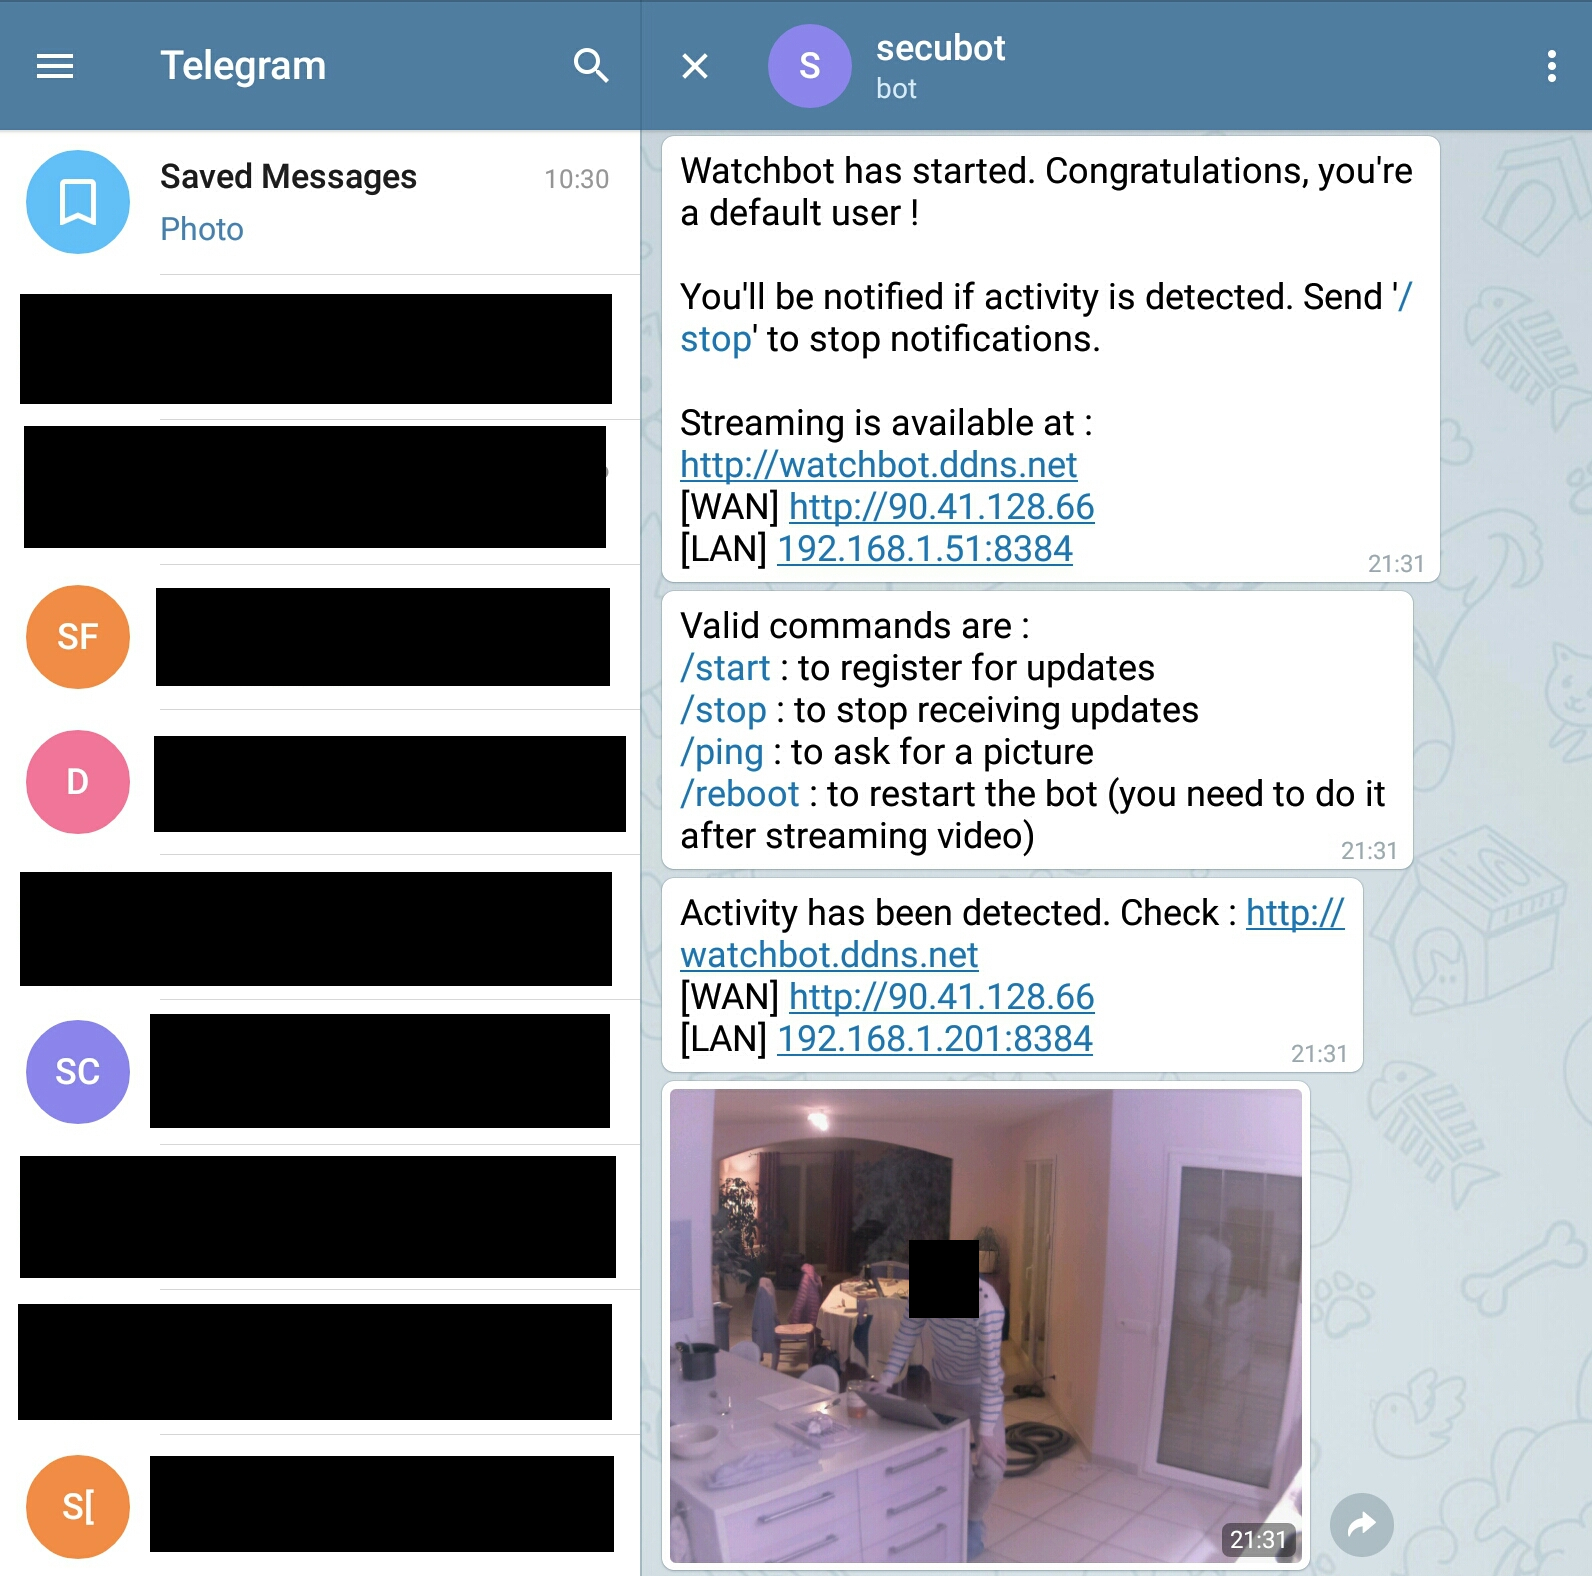 Telegram
Saved Messages
10:30
Photo
SF
D
SC
S[
S
secubot
bot
Watchbot has started. Congratulations, you're
a default user !
You'll be notified if activity is detected. Send '/
stop' to stop notifications.
Streaming is available at :
http://watchbot.ddns.net
[WAN] http://90.41.128.66
[LAN] 192.168.1.51:8384
21:31
Valid commands are :
/start : to register for updates
/stop : to stop receiving updates
/ping : to ask for a picture
/reboot : to restart the bot (you need to do it
after streaming video)
21:31
Activity has been detected. Check : http://
watchbot.ddns.net
[WAN] http://90.41.128.66
[LAN] 192.168.1.201:8384
21:31
21:31